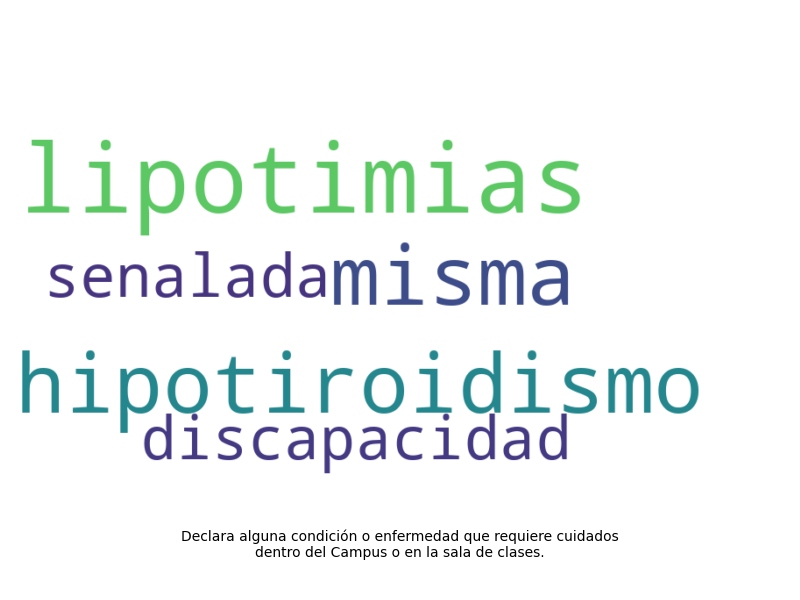 lipotimias
senalada misma
hipotiroidismo
discapacidad
Declara alguna condición o enfermedad que requiere cuidados
dentro del Campus o en la sala de clases.